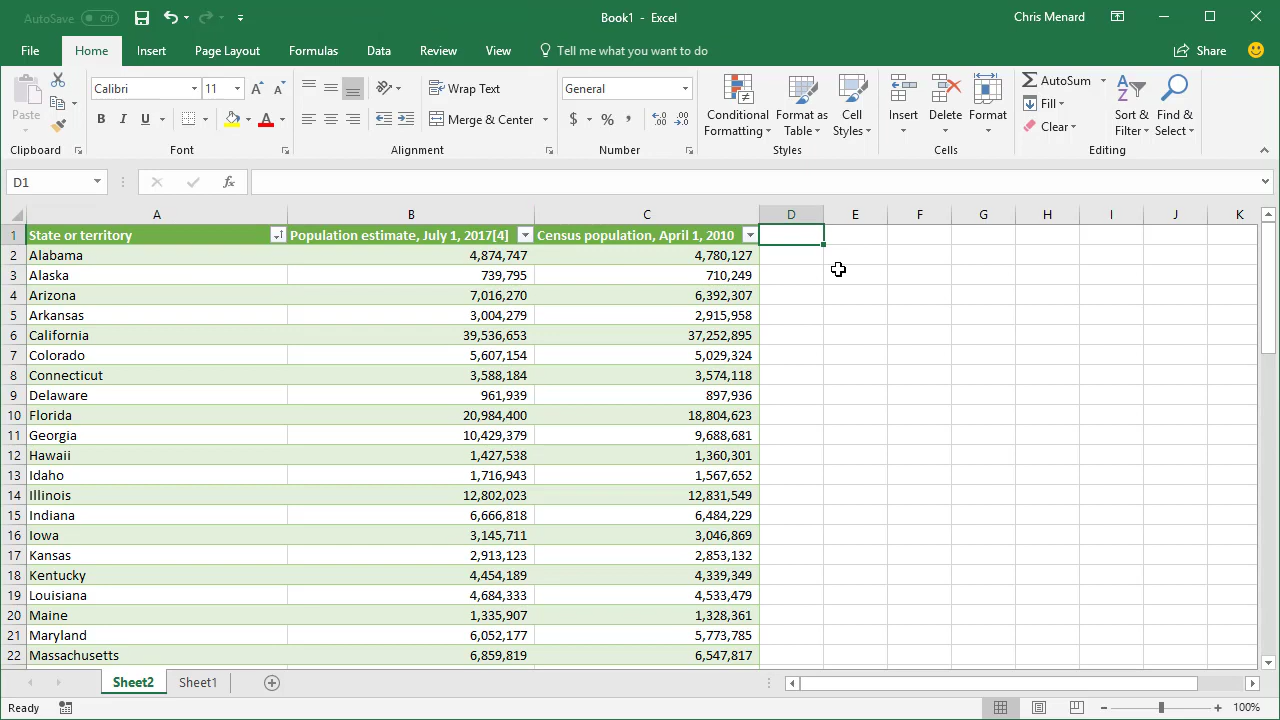 AutoSave Off
Book1 - Excel
Chris Menard
File Home Insert Page Layout Formulas Data Review View Tell me what you want to do Share
Paste
Calibri 11 A A
B I U A
Wrap Text
Merge & Center
General
$ % ,
Conditional Formatting
Format as Table
Cell Styles
Insert
Delete
Format
AutoSum
Fill
Clear
Sort & Filter
Find & Select
Clipboard Font Alignment Number Styles Cells Editing
D1 fx
A B C D E F G H I J K
1 State or territory Population estimate, July 1, 2017[4] Census population, April 1, 2010
2 Alabama 4,874,747 4,780,127
3 Alaska 739,795 710,249
4 Arizona 7,016,270 6,392,307
5 Arkansas 3,004,279 2,915,958
6 California 39,536,653 37,252,895
7 Colorado 5,607,154 5,029,324
8 Connecticut 3,588,184 3,574,118
9 Delaware 961,939 897,936
10 Florida 20,984,400 18,804,623
11 Georgia 10,429,379 9,688,681
12 Hawaii 1,427,538 1,360,301
13 Idaho 1,716,943 1,567,652
14 Illinois 12,802,023 12,831,549
15 Indiana 6,666,818 6,484,229
16 Iowa 3,145,711 3,046,869
17 Kansas 2,913,123 2,853,132
18 Kentucky 4,454,189 4,339,349
19 Louisiana 4,684,333 4,533,479
20 Maine 1,335,907 1,328,361
21 Maryland 6,052,177 5,773,785
22 Massachusetts 6,859,819 6,547,817
Sheet2 Sheet1
Ready
100%